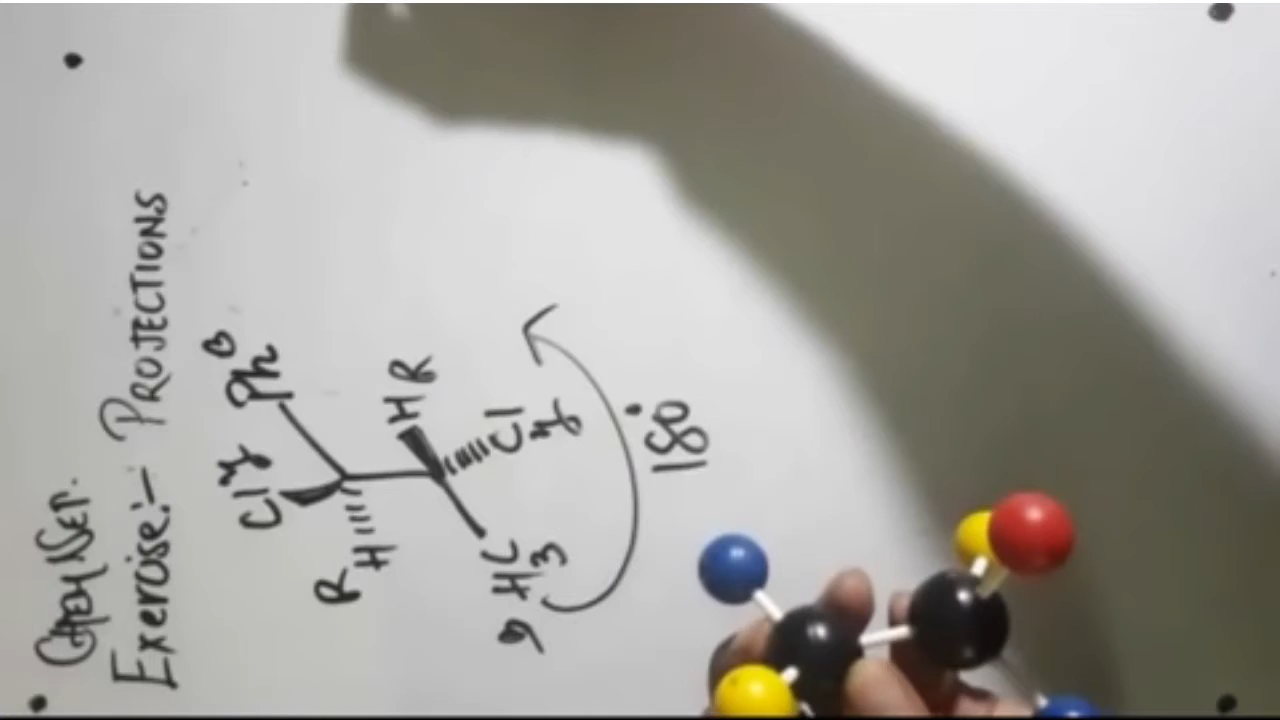 Exercise:- PROJECTIONS
Cl y Ph B
R H
H R
Cl y
H3C
180°